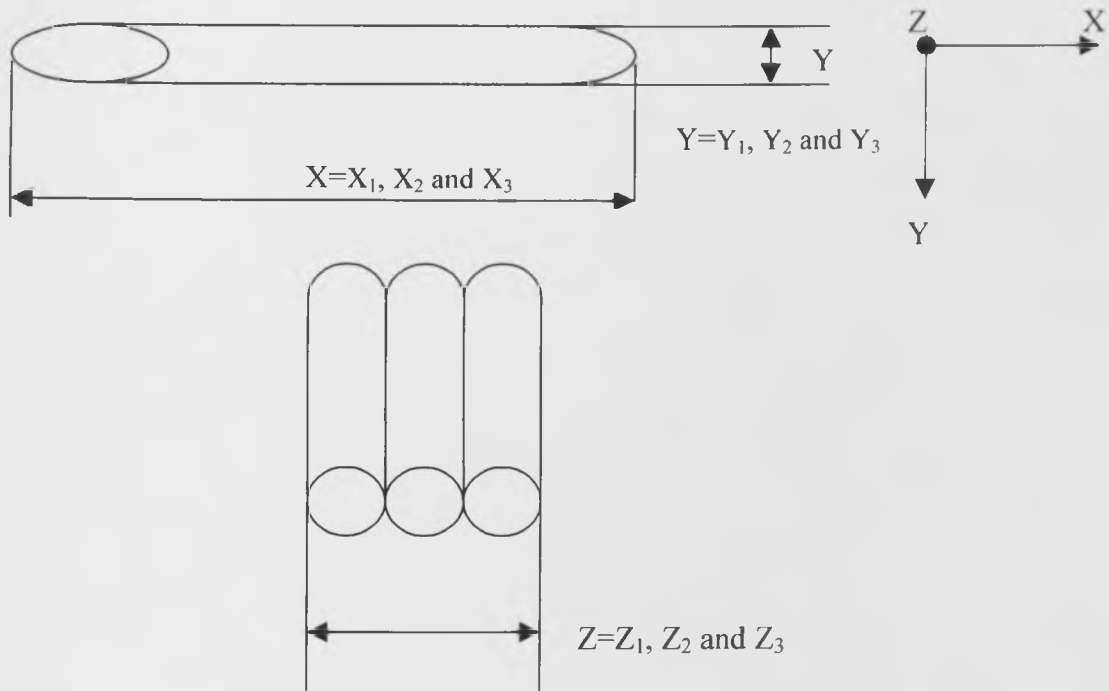 Z
X
Y
Y=Y₁, Y₂ and Y₃
X=X₁, X₂ and X₃
Y
Z=Z₁, Z₂ and Z₃